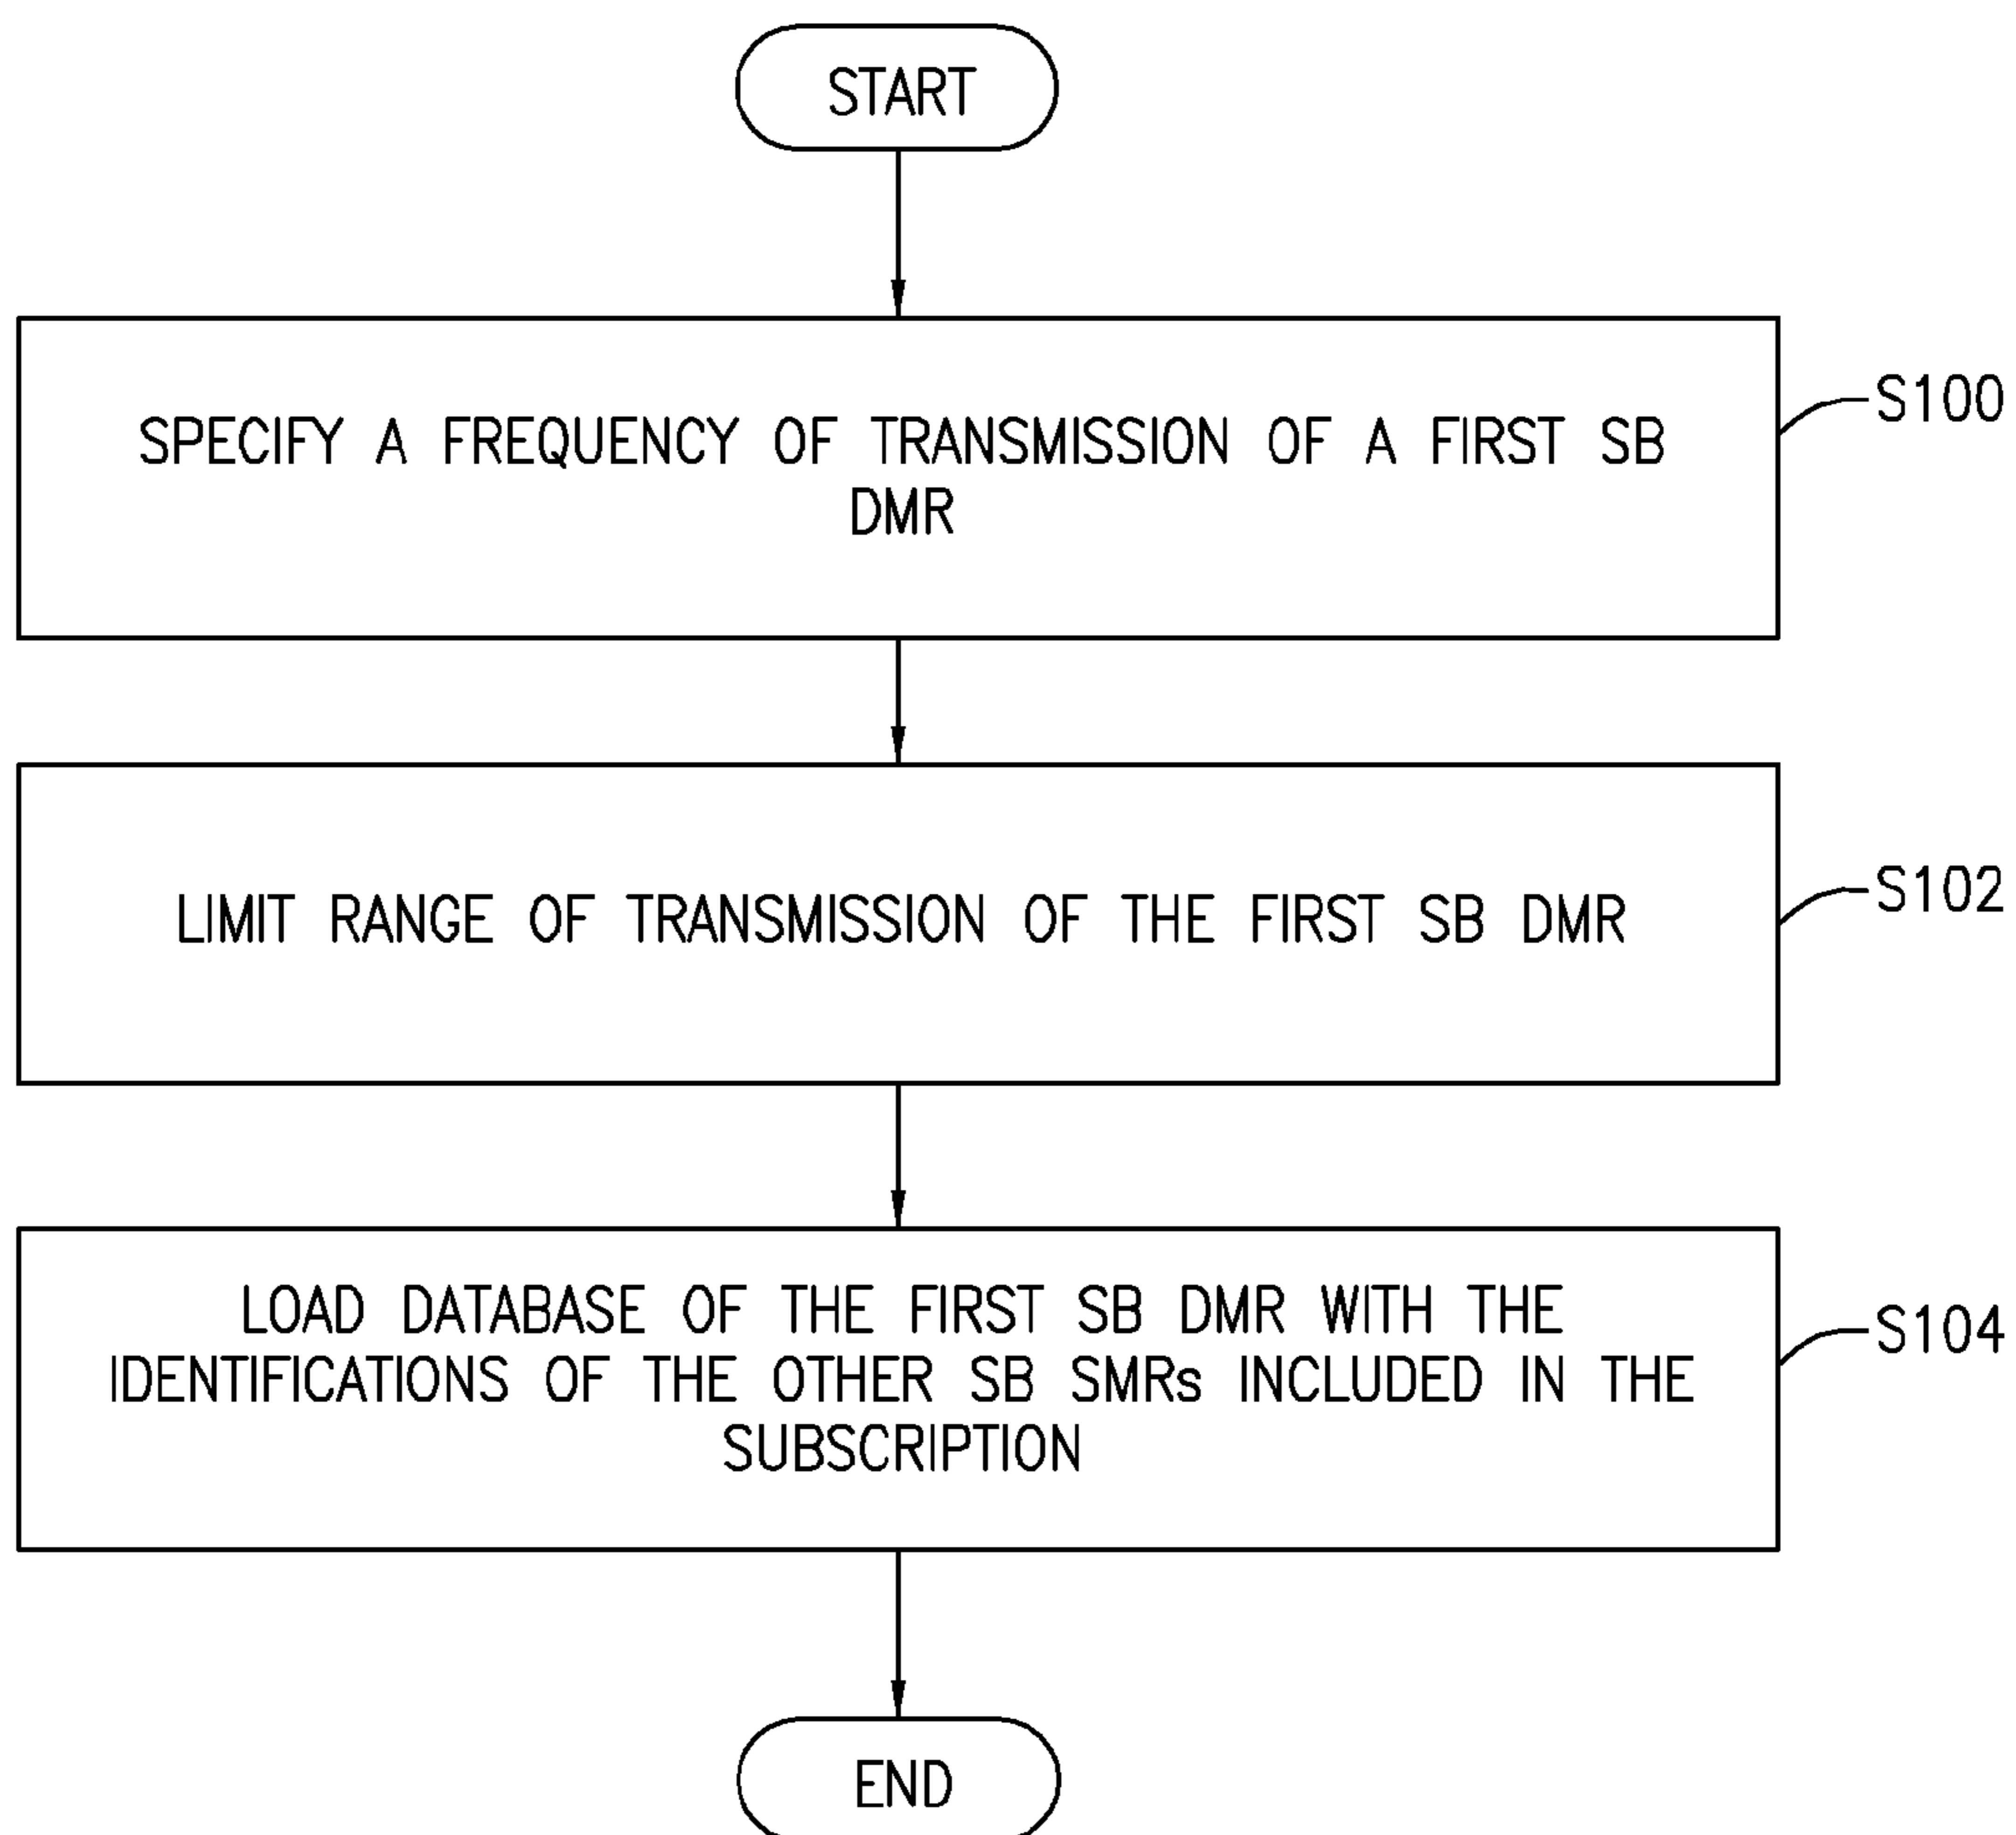 START
SPECIFY A FREQUENCY OF TRANSMISSION OF A FIRST SB
DMR
S100
LIMIT RANGE OF TRANSMISSION OF THE FIRST SB DMR
S102
LOAD DATABASE OF THE FIRST SB DMR WITH THE
IDENTIFICATIONS OF THE OTHER SB SMRs INCLUDED IN THE
SUBSCRIPTION
S104
END